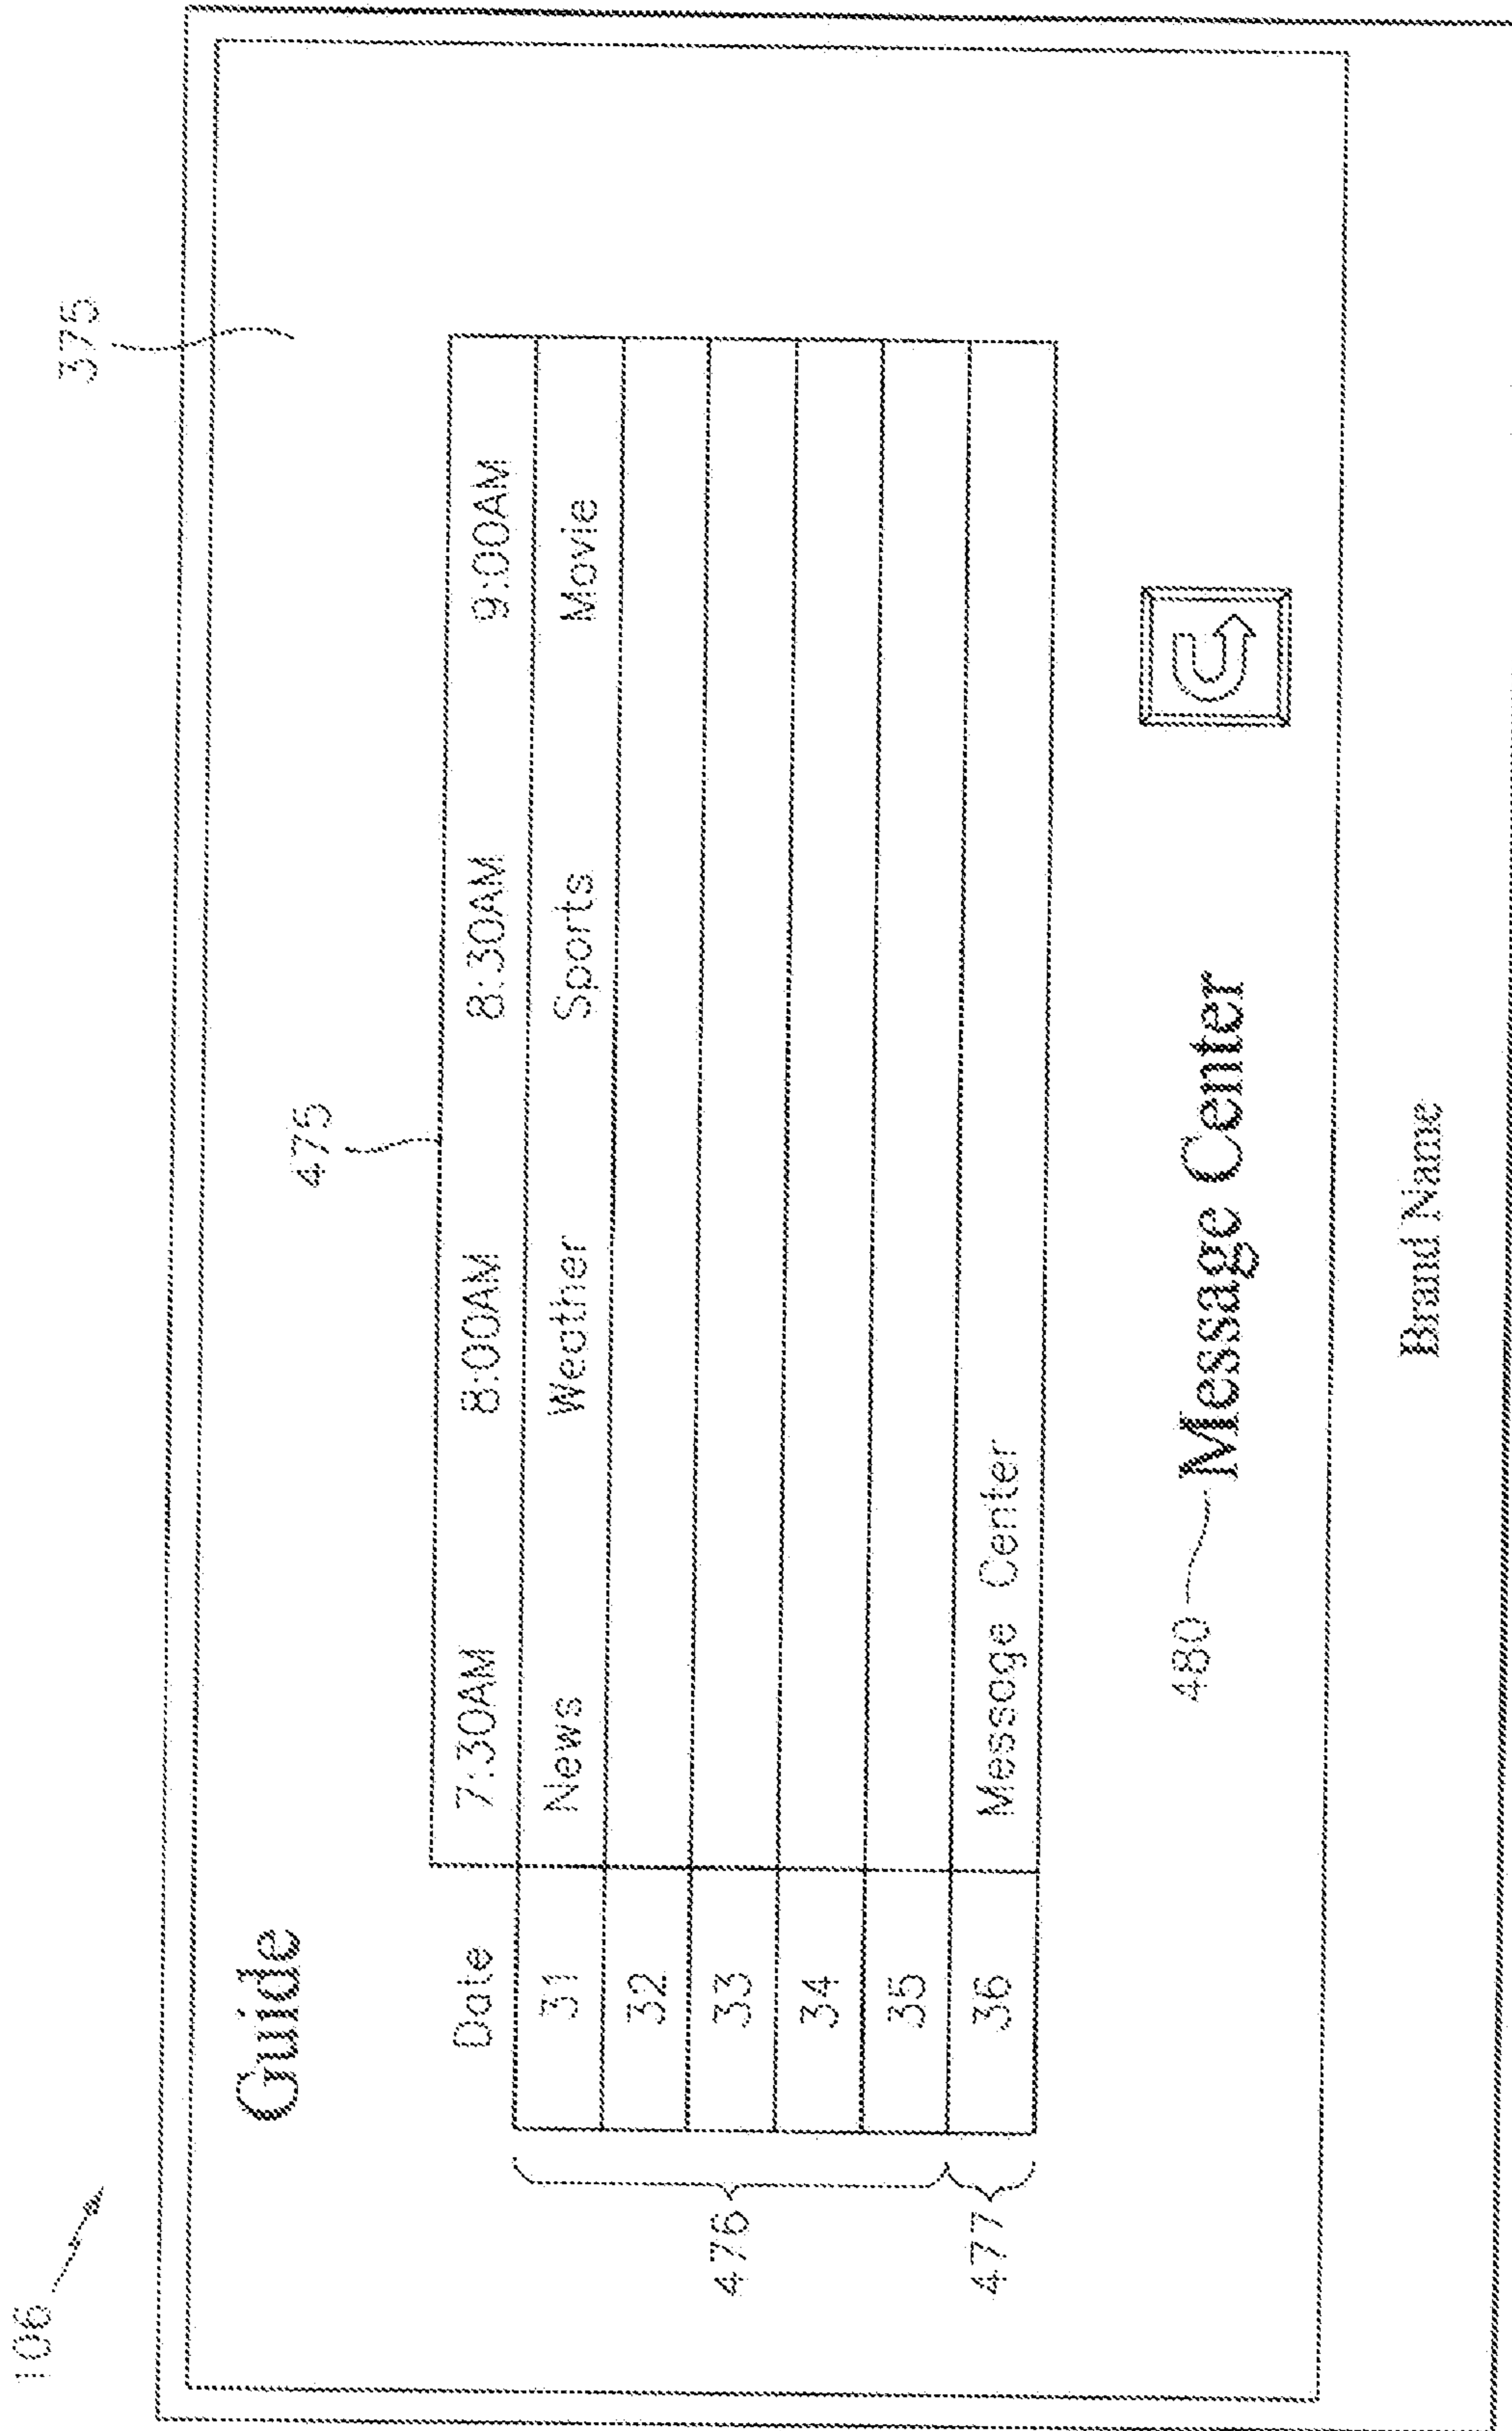 106
375
Guide
475
Date 7:30AM 8:00AM 8:30AM 9:00AM
31 News Weather Sports Movie
32
33
34
35
36 Message Center
476
477
480 Message Center
Brand Name